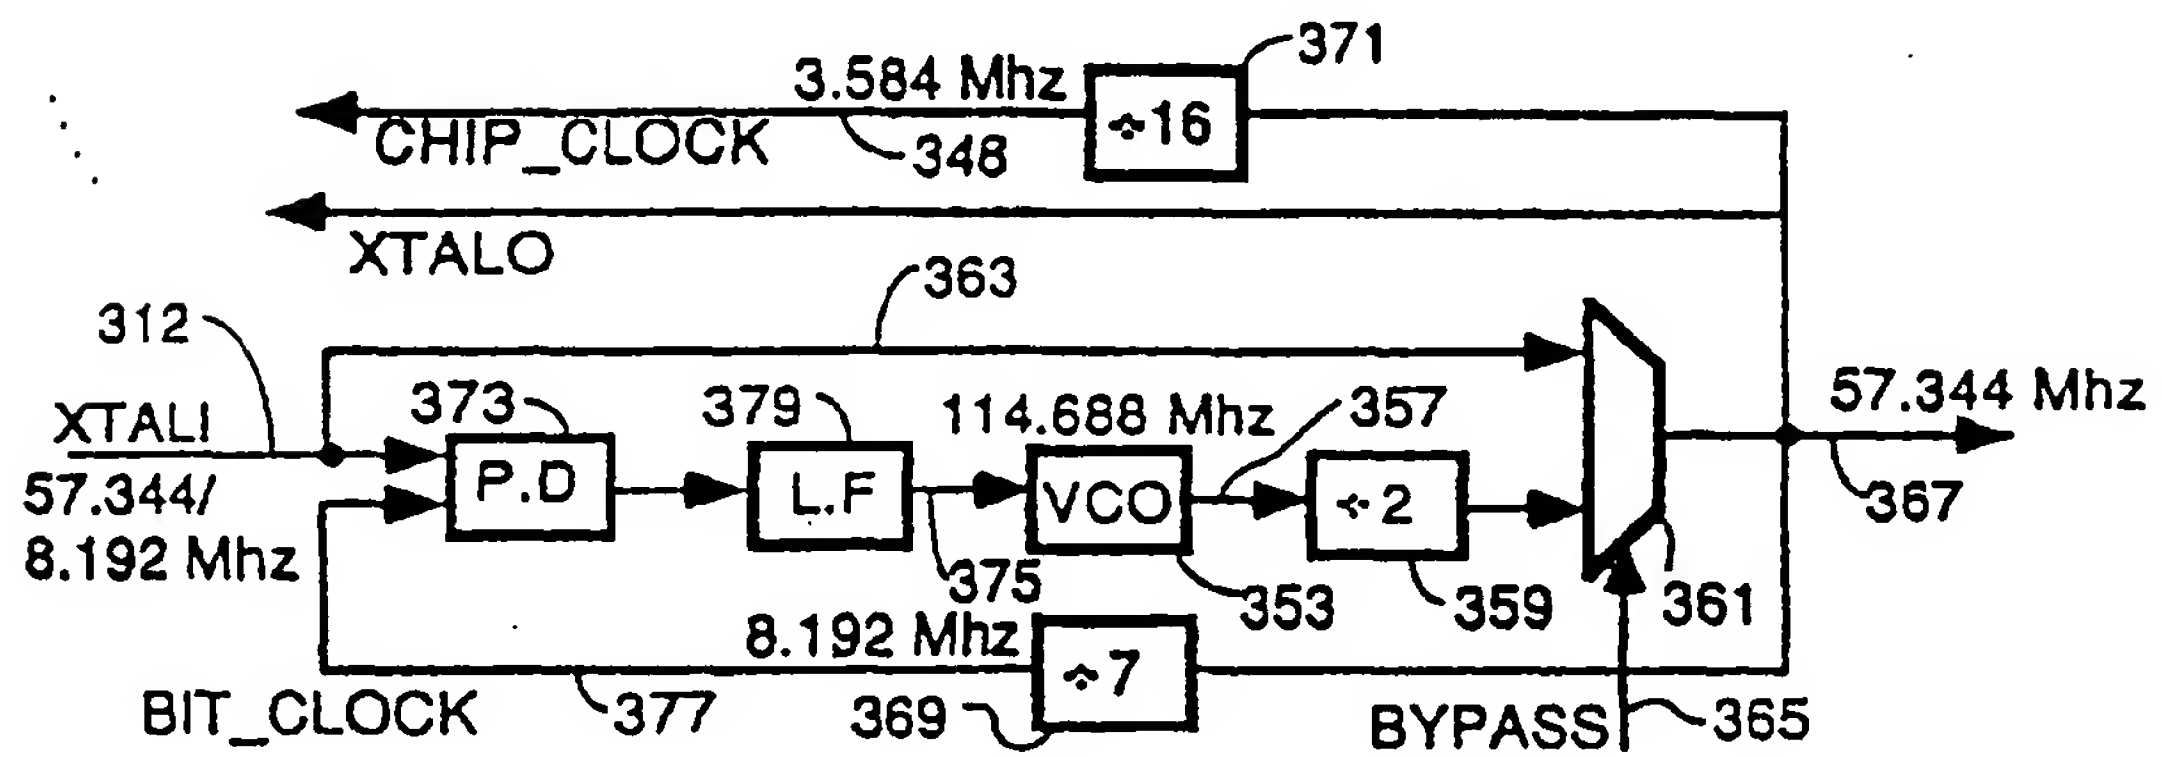 371
3.584 Mhz
÷16
CHIP_CLOCK
348
XTALO
363
312
373
379
114.688 Mhz
357
57.344 Mhz
XTALI
P.D
L.F
VCO
÷2
367
57.344/
8.192 Mhz
375
353
359
361
8.192 Mhz
÷7
BIT_CLOCK
377
369
BYPASS
365